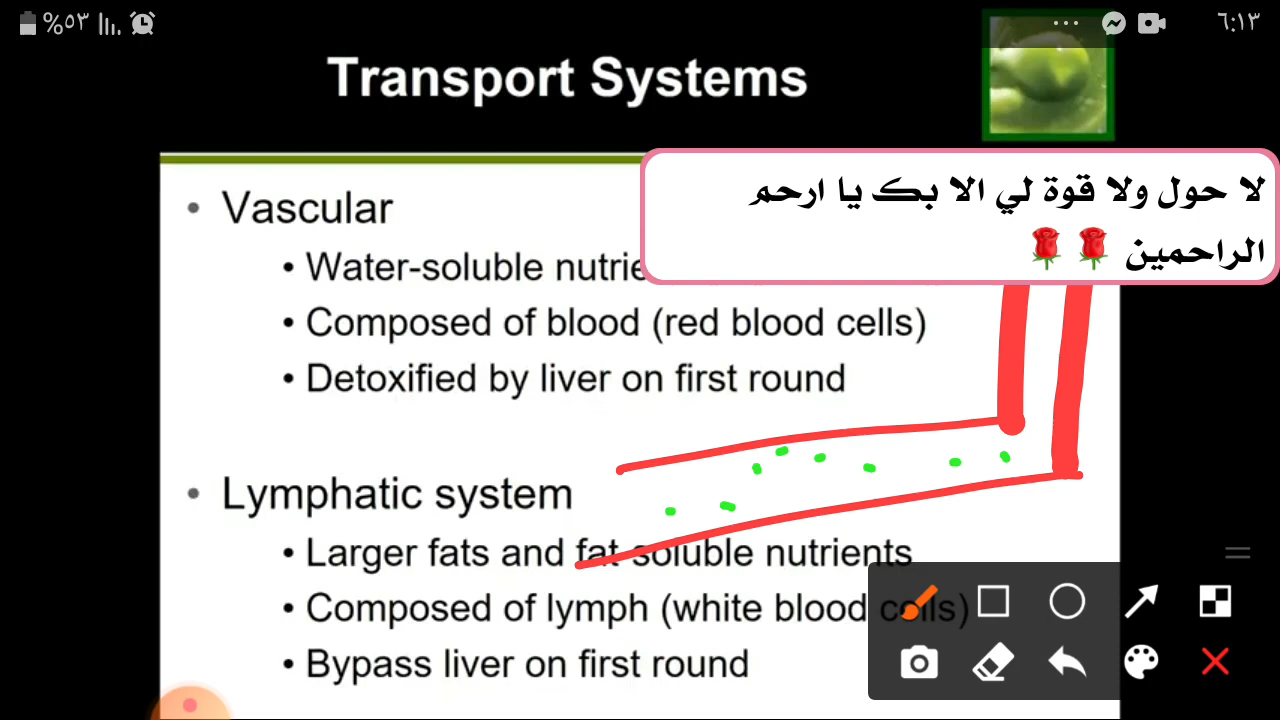 %٥٣
٦:١٣
Transport Systems
لا حول ولا قوة لي الا بك يا ارحم
الراحمين 🌹🌹
• Vascular
• Water-soluble
• Composed of blood (red blood cells)
• Detoxified by liver on first round
• Lymphatic system
• Larger fats and fat-soluble nutrients
• Composed of lymph (white blood cells)
• Bypass liver on first round